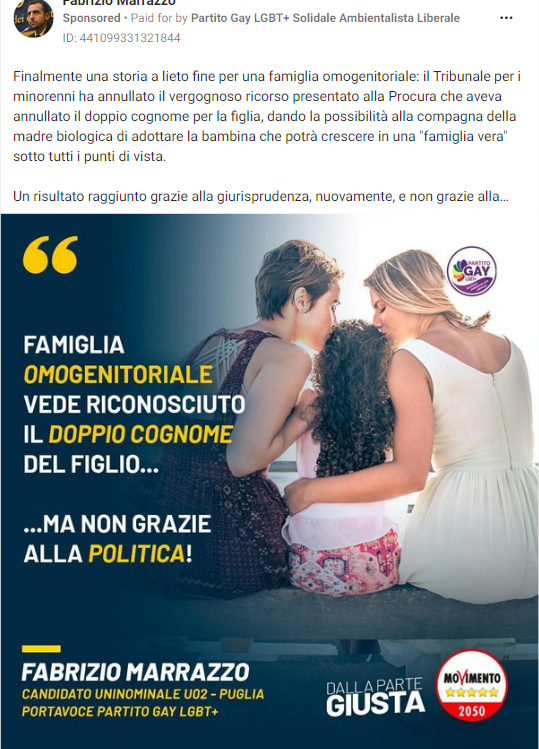 Fabrizio Marrazzo
Sponsored • Paid for by Partito Gay LGBT+ Solidale Ambientalista Liberale
ID: 441099331321844
Finalmente una storia a lieto fine per una famiglia omogenitoriale: il Tribunale per i
minorenni ha annullato il vergognoso ricorso presentato alla Procura che aveva
annullato il doppio cognome per la figlia, dando la possibilità alla compagna della
madre biologica di adottare la bambina che potrà crescere in una "famiglia vera"
sotto tutti i punti di vista.
Un risultato raggiunto grazie alla giurisprudenza, nuovamente, e non grazie alla...
PARTITO
GAY
LGBT+
FAMIGLIA
OMOGENITORIALE
VEDE RICONOSCIUTO
IL DOPPIO COGNOME
DEL FIGLIO...
...MA NON GRAZIE
ALLA POLITICA!
FABRIZIO MARRAZZO
CANDIDATO UNINOMINALE U02 - PUGLIA
PORTAVOCE PARTITO GAY LGBT+
DALLA PARTE
GIUSTA
MOVIMENTO
2050